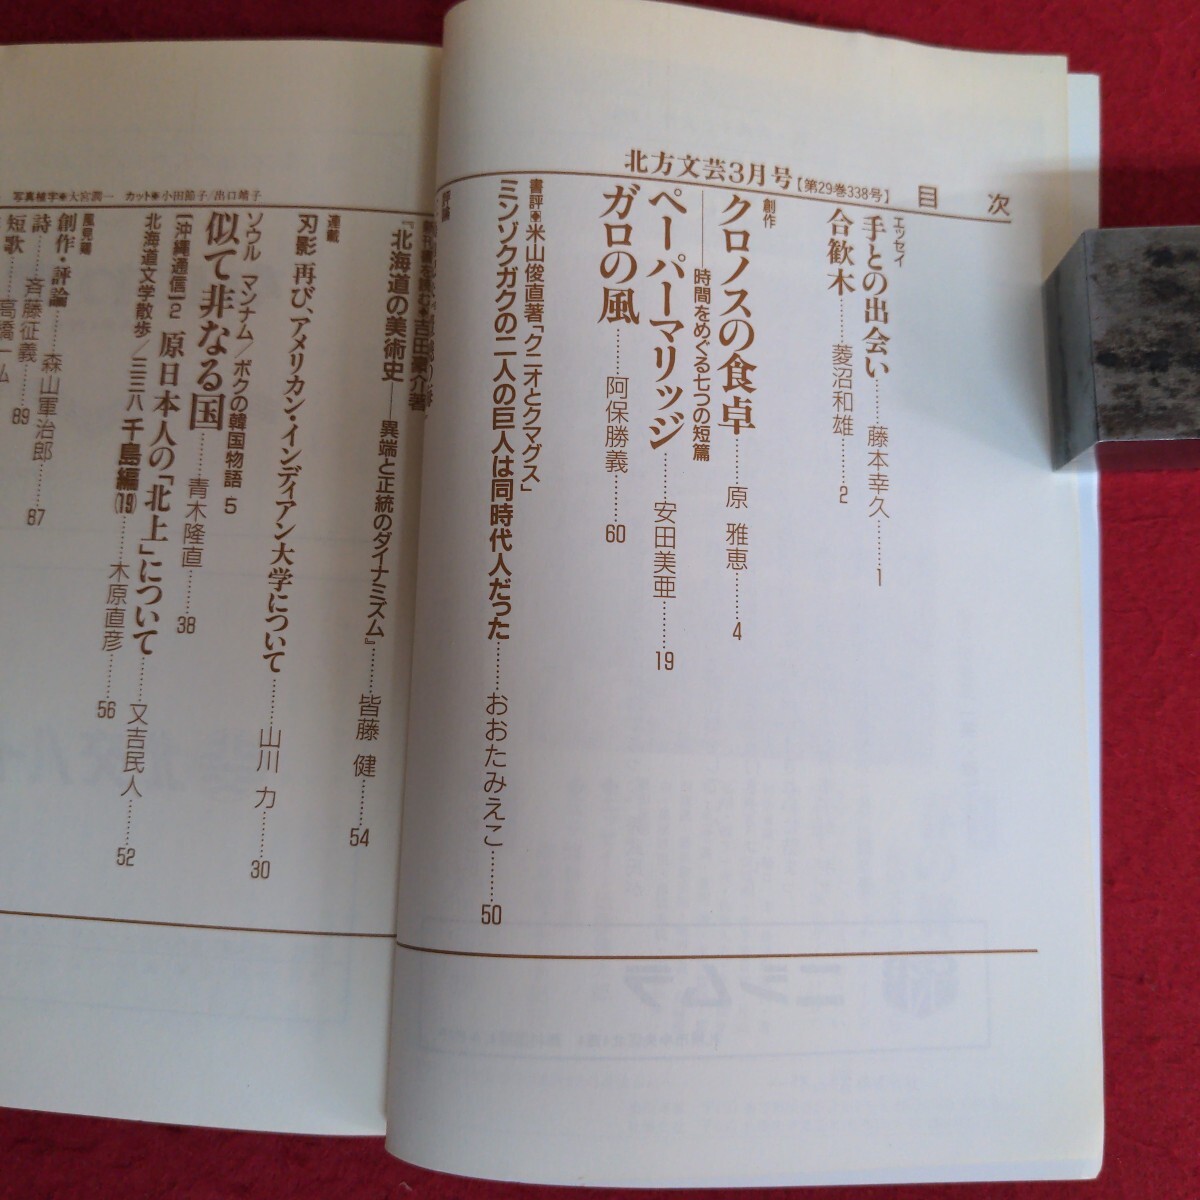 北方文芸3月号【第29巻338号】 目 次
エッセイ
手との出会い………藤本幸久………1
合歓木………菱沼和雄………2
創作
クロノスの食卓………原 雅恵………4
――時間をめぐる七つの短篇
ペーパーマリッジ………安田美亜………19
ガロの風………阿保勝義………60
書評◉米山俊直著「クニオとクマグス」
ミンゾクガクの二人の巨人は同時代人だった………おおたみえこ………50
評論
『北海道の美術史――異端と正統のダイナミズム』………皆藤 健………54
連載
刃影 再び、アメリカン・インディアン大学について………山川 力………30
ソウル マンナム/ボクの韓国物語 5
似て非なる国………青木隆直………38
[沖縄通信]2 原日本人の「北上」について………又吉民人………52
北海道文学散歩/三三八 千島編(19)………木原直彦………56
創作・評論………森山軍治郎………87
詩………斉藤征義………89
短歌………高橋一
写真植字◉大宮潤一 カット◉小田節子/出口靖子